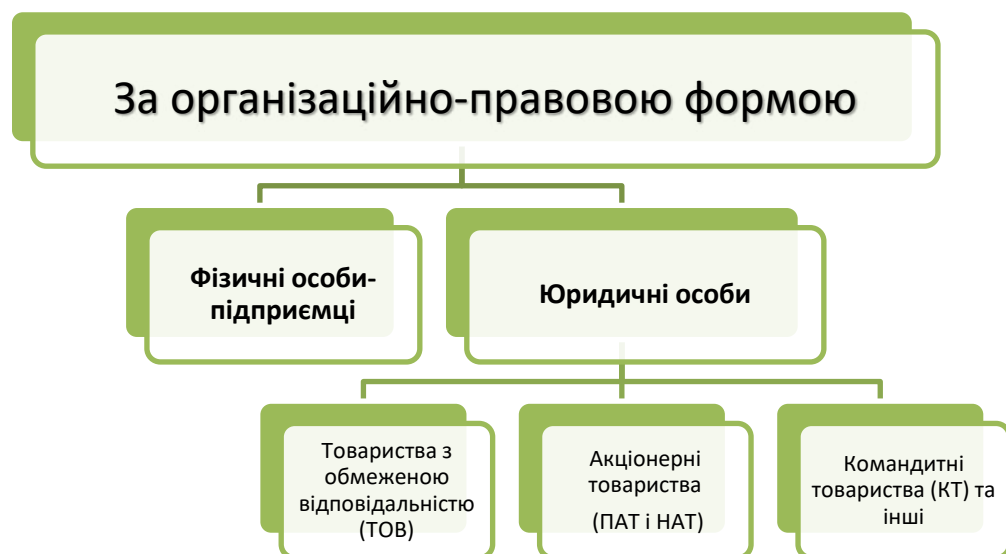 За організаційно-правовою формою
Фізичні особи-
підприємці
Юридичні особи
Товариства з
обмеженою
відповідальністю
(ТОВ)
Акціонерні
товариства
(ПАТ і НАТ)
Командитні
товариства (КТ) та
інші